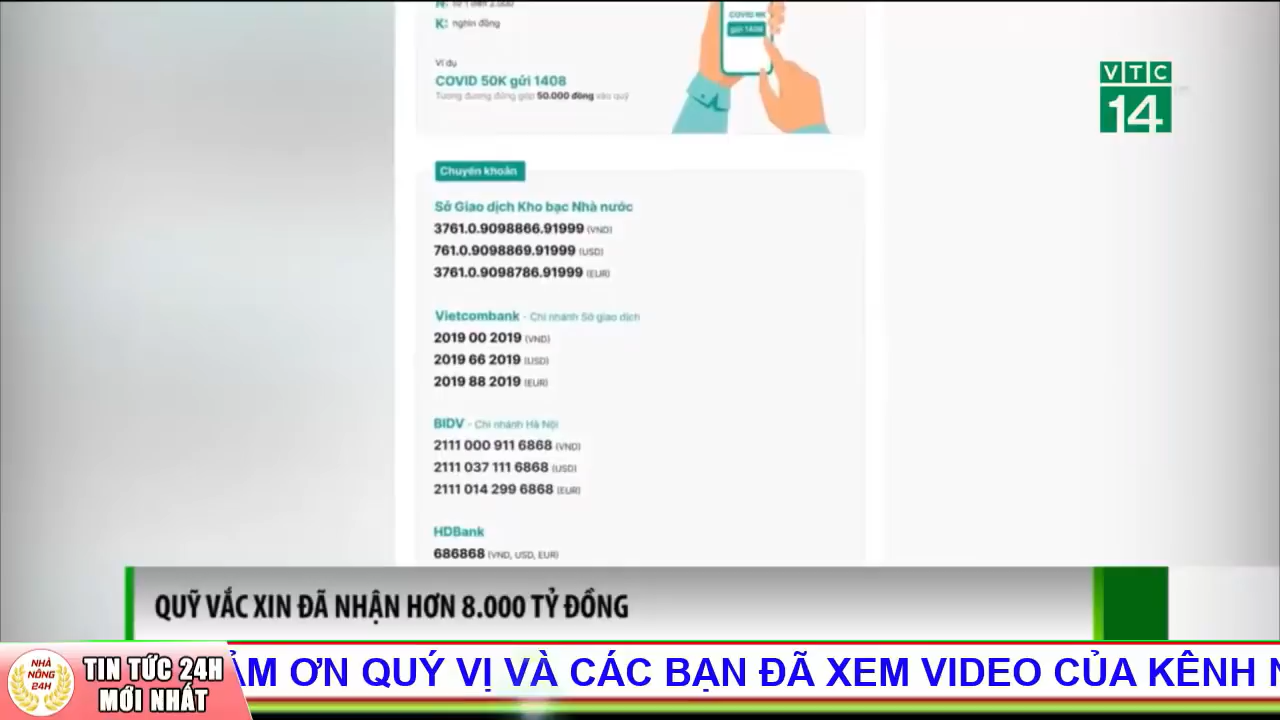 K: nghìn đồng
COVID NK
gửi 1408
Ví dụ
COVID 50K gửi 1408
Tương đương đóng góp 50.000 đồng vào quỹ
VTC
14
Chuyển khoản
Sở Giao dịch Kho bạc Nhà nước
3761.0.9098866.91999 (VND)
761.0.9098869.91999 (USD)
3761.0.9098786.91999 (EUR)
Vietcombank - Chi nhánh Sở giao dịch
2019 00 2019 (VND)
2019 66 2019 (USD)
2019 88 2019 (EUR)
BIDV - Chi nhánh Hà Nội
2111 000 911 6868 (VND)
2111 037 111 6868 (USD)
2111 014 299 6868 (EUR)
HDBank
686868 (VND, USD, EUR)
QUỸ VẮC XIN ĐÃ NHẬN HƠN 8.000 TỶ ĐỒNG
NHÀ
NÔNG
24H
TIN TỨC 24H
MỚI NHẤT
ẢM ƠN QUÝ VỊ VÀ CÁC BẠN ĐÃ XEM VIDEO CỦA KÊNH N